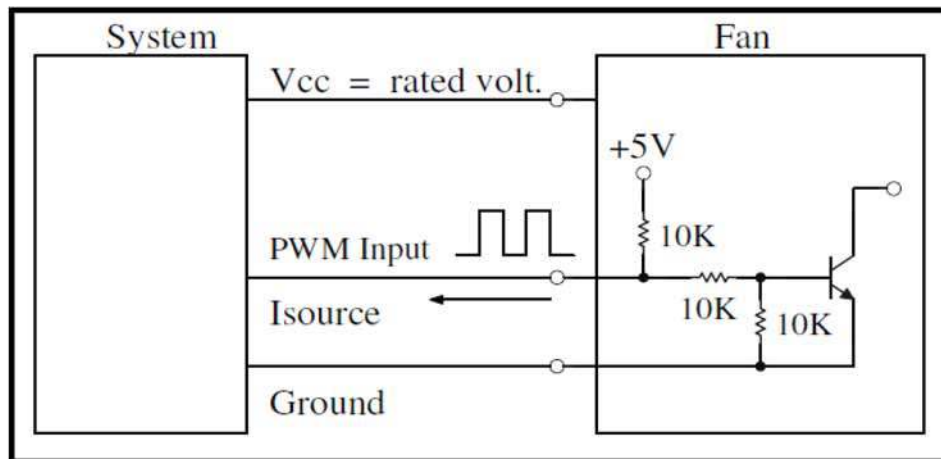 System
Fan
Vcc = rated volt.
+5V
10K
PWM Input
10K
10K
Isource
Ground